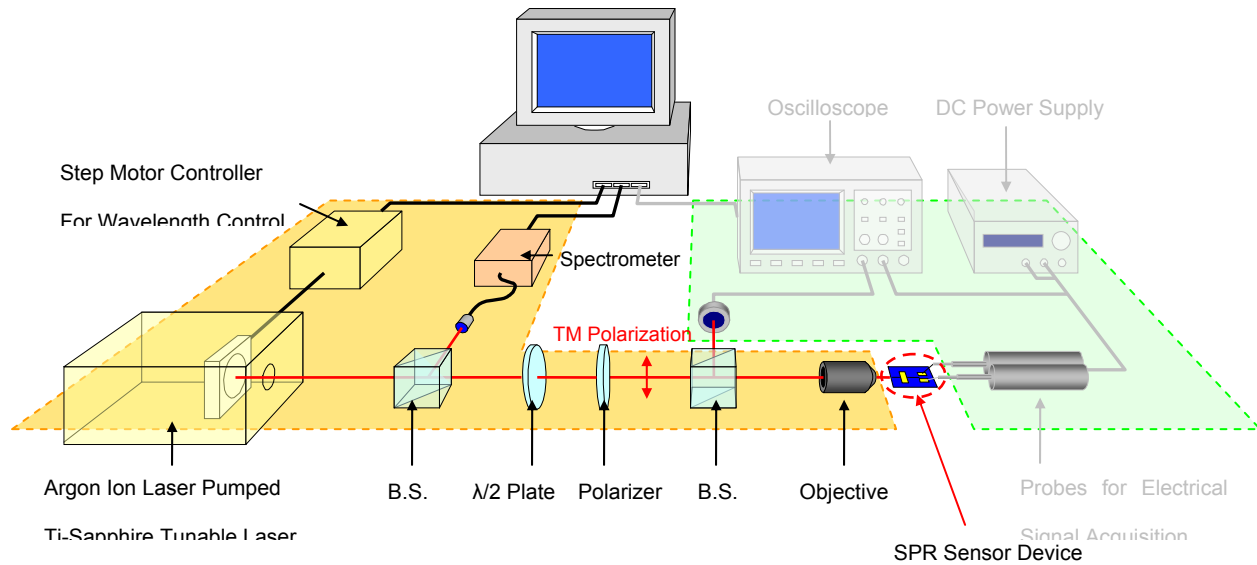 Oscilloscope
DC Power Supply
Step Motor Controller
For Wavelength Control
Spectrometer
TM Polarization
Argon Ion Laser Pumped
Ti-Sapphire Tunable Laser
B.S.
λ/2 Plate
Polarizer
B.S.
Objective
Probes for Electrical
Signal Acquisition
SPR Sensor Device